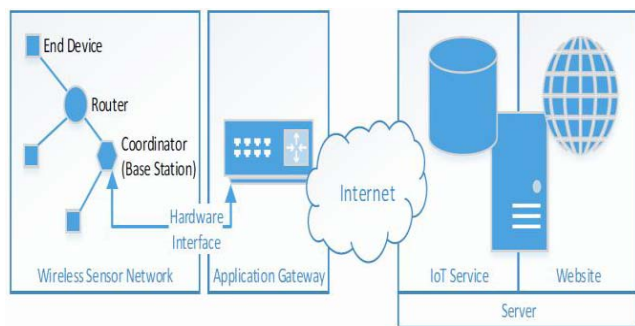 End Device
Router
Coordinator
(Base Station)
Hardware
Interface
Wireless Sensor Network
Application Gateway
Internet
IoT Service
Website
Server